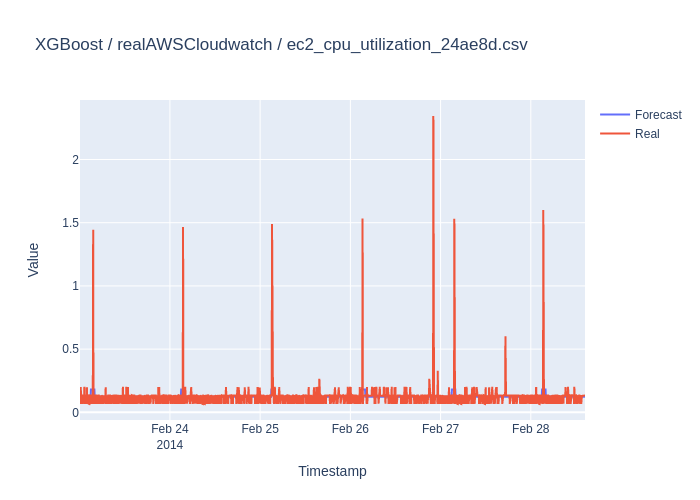 XGBoost / realAWSCloudwatch / ec2_cpu_utilization_24ae8d.csv
Forecast
Real
Value
2
1.5
1
0.5
0
Feb 24
2014
Feb 25
Feb 26
Feb 27
Feb 28
Timestamp